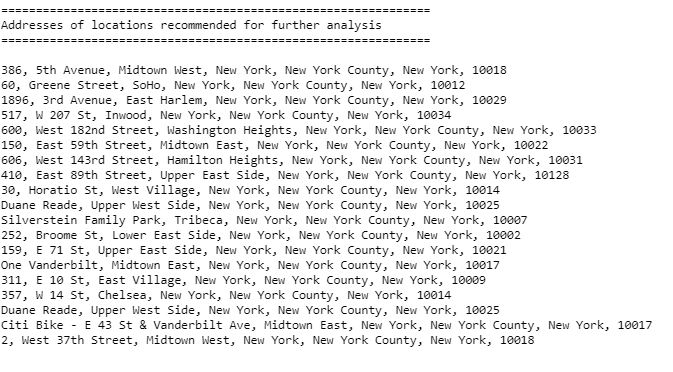 =============================================================
Addresses of locations recommended for further analysis
=============================================================
386, 5th Avenue, Midtown West, New York, New York County, New York, 10018
60, Greene Street, SoHo, New York, New York County, New York, 10012
1896, 3rd Avenue, East Harlem, New York, New York County, New York, 10029
517, W 207 St, Inwood, New York, New York County, New York, 10034
600, West 182nd Street, Washington Heights, New York, New York County, New York, 10033
150, East 59th Street, Midtown East, New York, New York County, New York, 10022
606, West 143rd Street, Hamilton Heights, New York, New York County, New York, 10031
410, East 89th Street, Upper East Side, New York, New York County, New York, 10128
30, Horatio St, West Village, New York, New York County, New York, 10014
Duane Reade, Upper West Side, New York, New York County, New York, 10025
Silverstein Family Park, Tribeca, New York, New York County, New York, 10007
252, Broome St, Lower East Side, New York, New York County, New York, 10002
159, E 71 St, Upper East Side, New York, New York County, New York, 10021
One Vanderbilt, Midtown East, New York, New York County, New York, 10017
311, E 10 St, East Village, New York, New York County, New York, 10009
357, W 14 St, Chelsea, New York, New York County, New York, 10014
Duane Reade, Upper West Side, New York, New York County, New York, 10025
Citi Bike - E 43 St & Vanderbilt Ave, Midtown East, New York, New York County, New York, 10017
2, West 37th Street, Midtown West, New York, New York County, New York, 10018